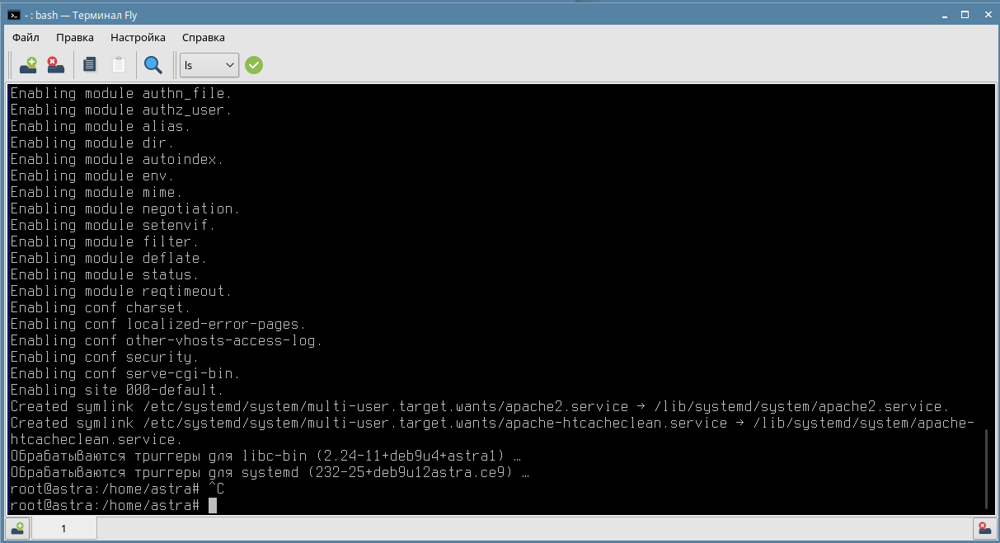 - : bash — Терминал Fly
Файл Правка Настройка Справка
ls
Enabling module authn_file.
Enabling module authz_user.
Enabling module alias.
Enabling module dir.
Enabling module autoindex.
Enabling module env.
Enabling module mime.
Enabling module negotiation.
Enabling module setenvif.
Enabling module filter.
Enabling module deflate.
Enabling module status.
Enabling module reqtimeout.
Enabling conf charset.
Enabling conf localized-error-pages.
Enabling conf other-vhosts-access-log.
Enabling conf security.
Enabling conf serve-cgi-bin.
Enabling site 000-default.
Created symlink /etc/systemd/system/multi-user.target.wants/apache2.service → /lib/systemd/system/apache2.service.
Created symlink /etc/systemd/system/multi-user.target.wants/apache-htcacheclean.service → /lib/systemd/system/apache-
htcacheclean.service.
Обрабатываются триггеры для libc-bin (2.24-11+deb9u4+astra1) …
Обрабатываются триггеры для systemd (232-25+deb9u12astra.ce9) …
root@astra:/home/astra# ^C
root@astra:/home/astra#
1